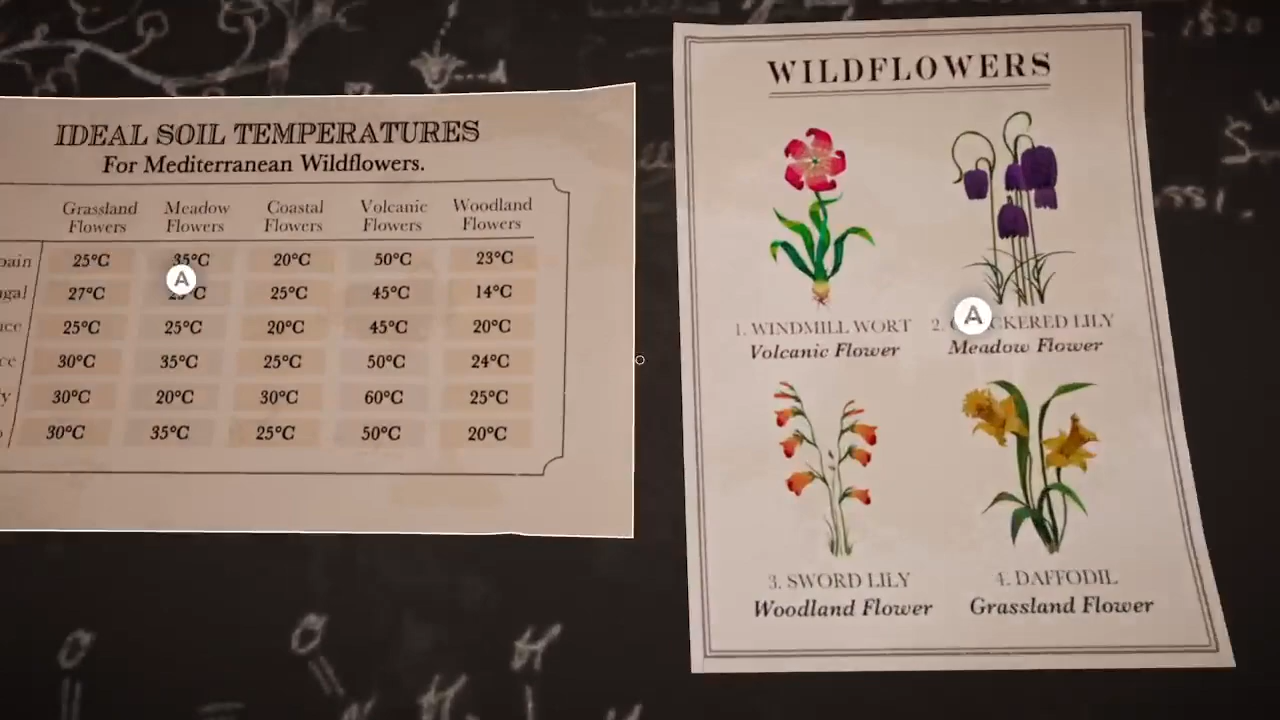 IDEAL SOIL TEMPERATURES
For Mediterranean Wildflowers.
Grassland Flowers Meadow Flowers Coastal Flowers Volcanic Flowers Woodland Flowers
25°C 35°C 20°C 50°C 23°C
27°C 25°C 45°C 14°C
25°C 25°C 20°C 45°C 20°C
30°C 35°C 25°C 50°C 24°C
30°C 20°C 30°C 60°C 25°C
30°C 35°C 25°C 50°C 20°C
A
WILDFLOWERS
1. WINDMILL WORT
Volcanic Flower
2. LILY
Meadow Flower
A
3. SWORD LILY
Woodland Flower
4. DAFFODIL
Grassland Flower